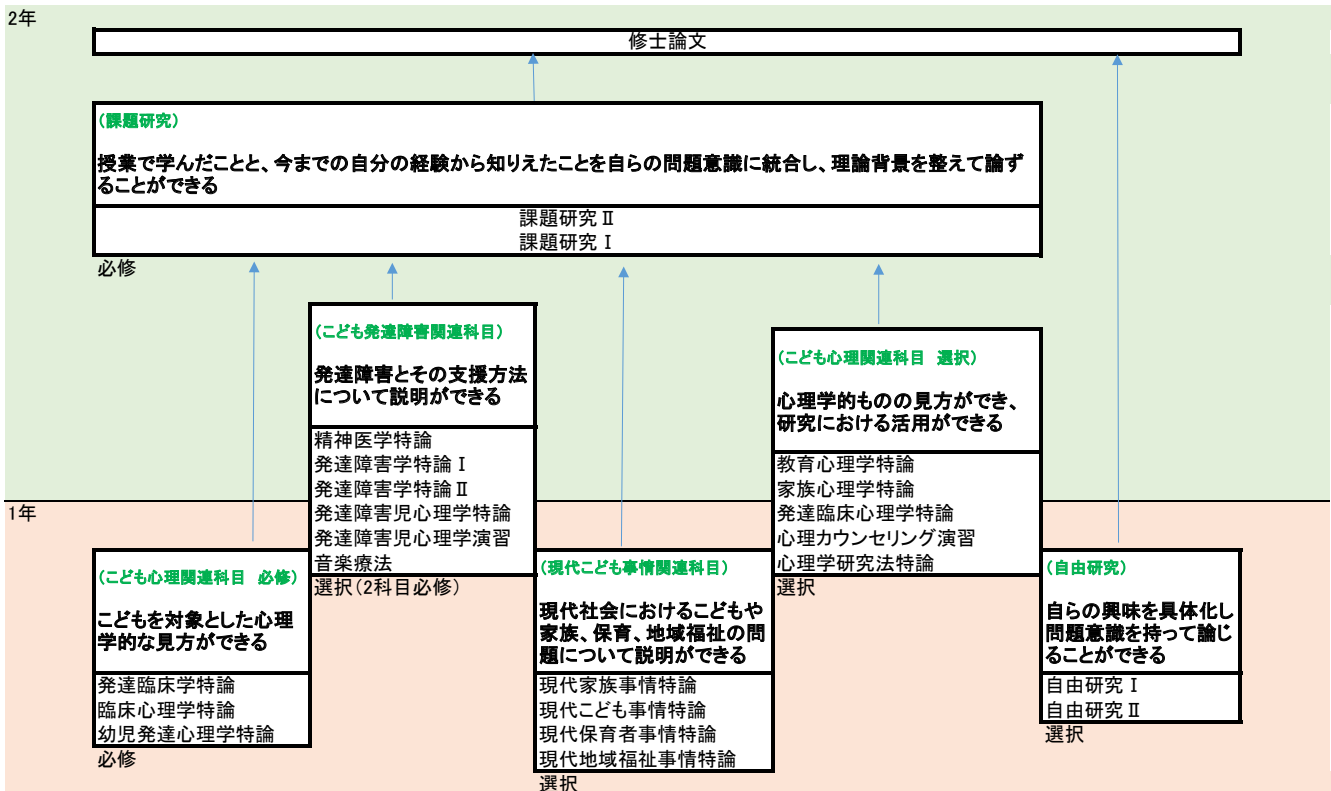 2年
修士論文
(課題研究)
授業で学んだことと、今までの自分の経験から知りえたことを自らの問題意識に統合し、理論背景を整えて論ず
ることができる
課題研究Ⅱ
課題研究Ⅰ
必修
(こども発達障害関連科目)
発達障害とその支援方法
について説明ができる
精神医学特論
発達障害学特論Ⅰ
発達障害学特論Ⅱ
発達障害児心理学特論
発達障害児心理学演習
音楽療法
選択(2科目必修)
(こども心理関連科目 選択)
心理学的ものの見方ができ、
研究における活用ができる
教育心理学特論
家族心理学特論
発達臨床心理学特論
心理カウンセリング演習
心理学研究法特論
選択
1年
(こども心理関連科目 必修)
こどもを対象とした心理
学的な見方ができる
発達臨床学特論
臨床心理学特論
幼児発達心理学特論
必修
(現代こども事情関連科目)
現代社会におけるこどもや
家族、保育、地域福祉の問
題について説明ができる
現代家族事情特論
現代こども事情特論
現代保育者事情特論
現代地域福祉事情特論
選択
(自由研究)
自らの興味を具体化し
問題意識を持って論じ
ることができる
自由研究Ⅰ
自由研究Ⅱ
選択